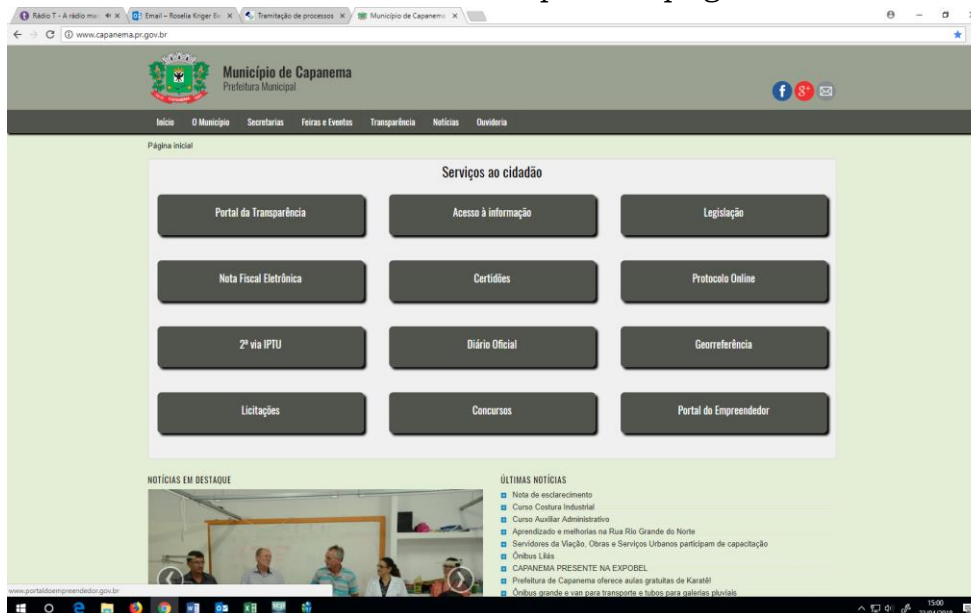 Rádio T - A rádio ma
Email – Roselia Kriger Be
Tramitação de processos
Município de Capanema
www.capanema.pr.gov.br
Município de Capanema
Prefeitura Municipal
Início O Município Secretarias Feiras e Eventos Transparência Notícias Ouvidoria
Página inicial
Serviços ao cidadão
Portal da Transparência Acesso à informação Legislação
Nota Fiscal Eletrônica Certidões Protocolo Online
2ª via IPTU Diário Oficial Georreferência
Licitações Concursos Portal do Empreendedor
NOTÍCIAS EM DESTAQUE
ÚLTIMAS NOTÍCIAS
Nota de esclarecimento
Curso Costura Industrial
Curso Auxiliar Administrativo
Aprendizado e melhorias na Rua Rio Grande do Norte
Servidores da Viação, Obras e Serviços Urbanos participam de capacitação
Ônibus Lilás
CAPANEMA PRESENTE NA EXPOBEL
Prefeitura de Capanema oferece aulas gratuitas de Karatê!
Ônibus grande e van para transporte e tubos para galerias pluviais
www.portaldoempreendedor.gov.br
15:00